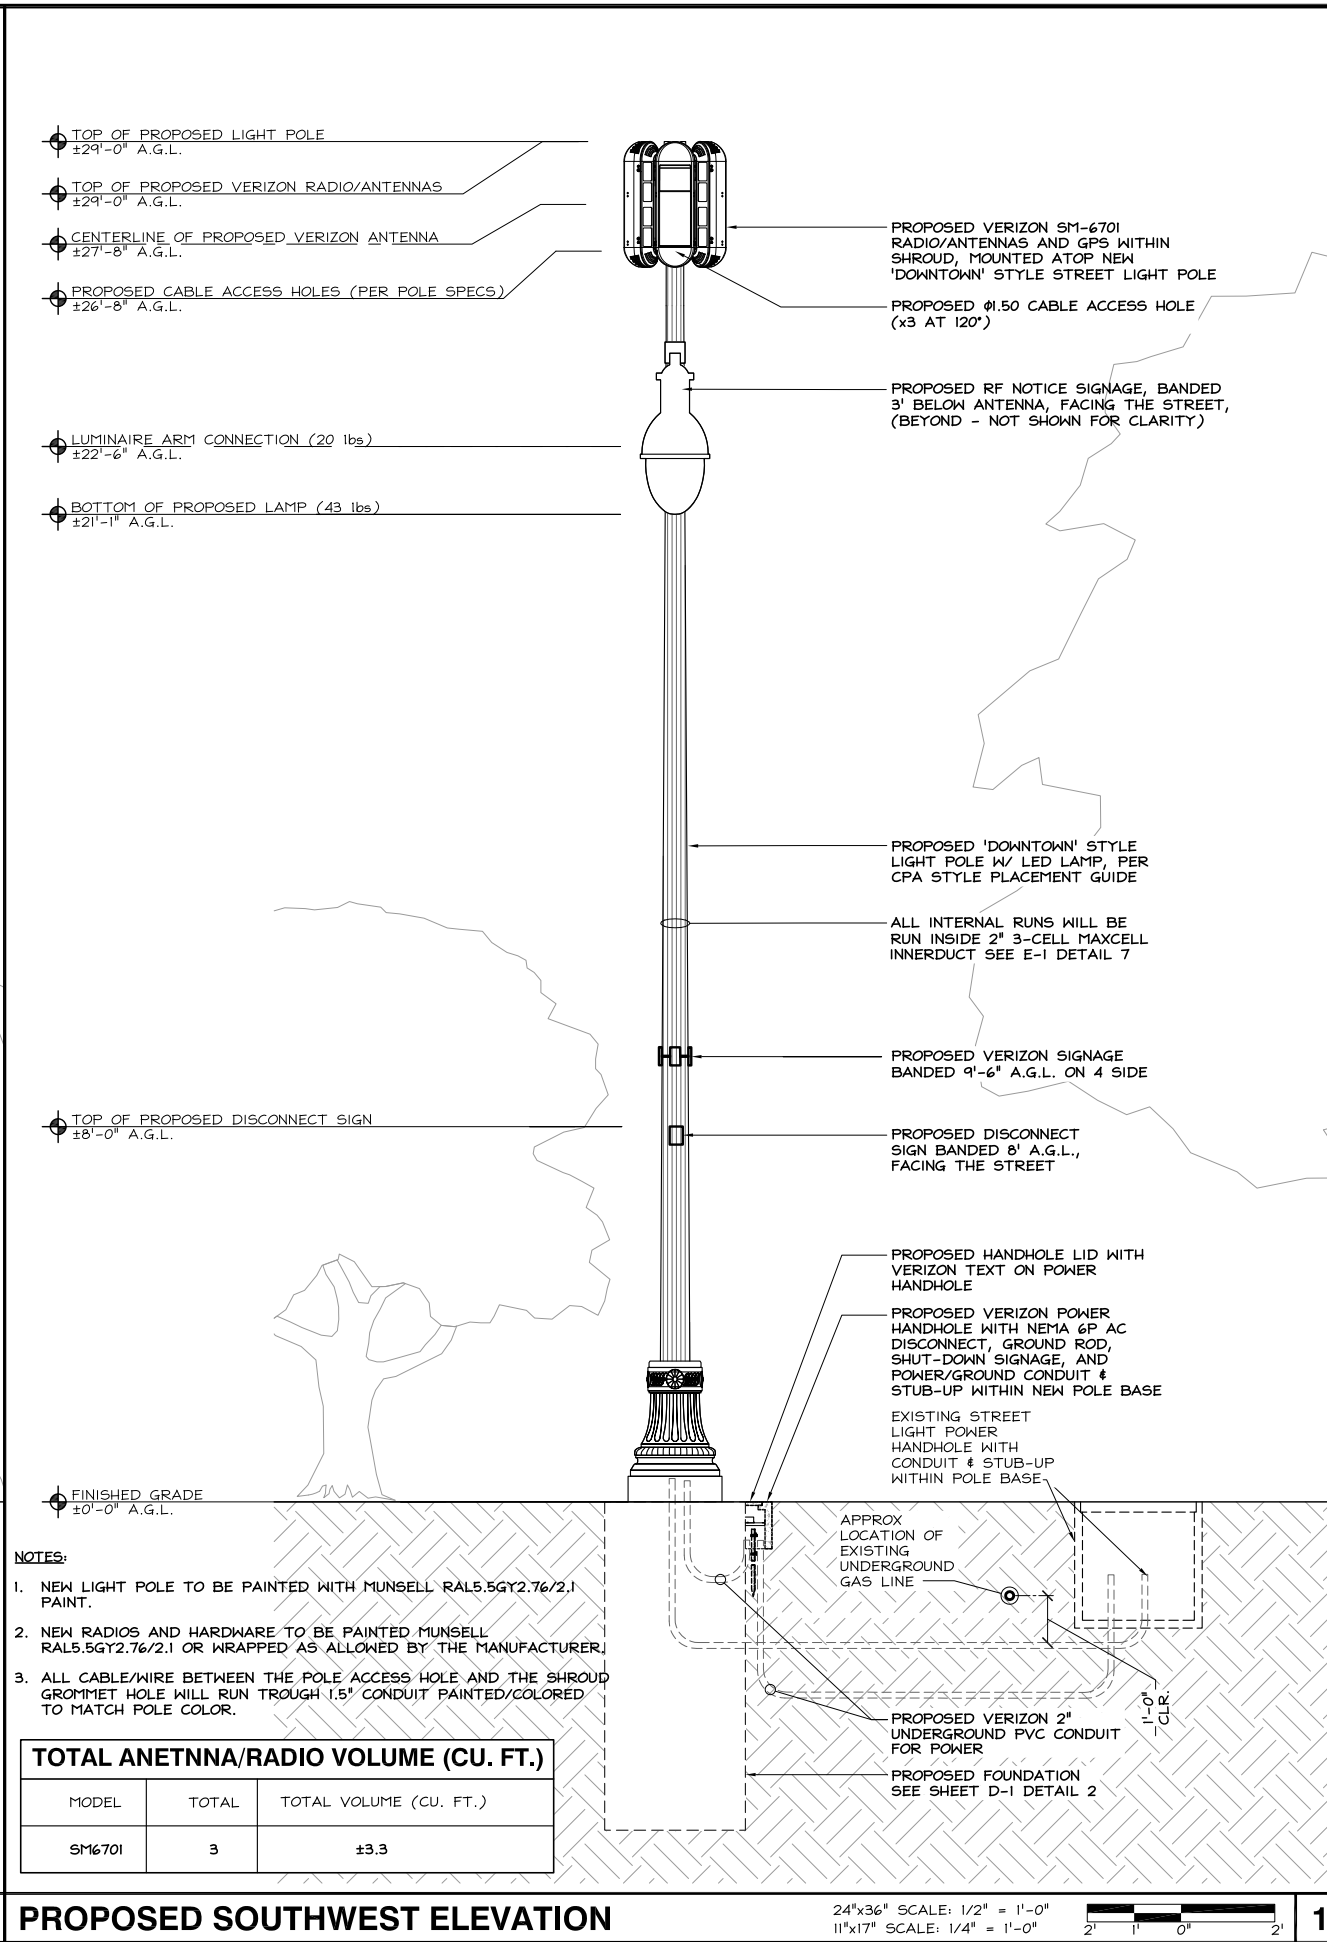 TOP OF PROPOSED LIGHT POLE
±29'-0" A.G.L.
TOP OF PROPOSED VERIZON RADIO/ANTENNAS
±29'-0" A.G.L.
CENTERLINE OF PROPOSED VERIZON ANTENNA
±27'-8" A.G.L.
PROPOSED CABLE ACCESS HOLES (PER POLE SPECS)
±26'-8" A.G.L.
LUMINAIRE ARM CONNECTION (20 lbs)
±22'-6" A.G.L.
BOTTOM OF PROPOSED LAMP (43 lbs)
±21'-1" A.G.L.
TOP OF PROPOSED DISCONNECT SIGN
±8'-0" A.G.L.
FINISHED GRADE
±0'-0" A.G.L.
PROPOSED VERIZON SM-6701
RADIO/ANTENNAS AND GPS WITHIN
SHROUD, MOUNTED ATOP NEW
'DOWNTOWN' STYLE STREET LIGHT POLE
PROPOSED Φ1.50 CABLE ACCESS HOLE
(x3 AT 120°)
PROPOSED RF NOTICE SIGNAGE, BANDED
3' BELOW ANTENNA, FACING THE STREET,
(BEYOND - NOT SHOWN FOR CLARITY)
PROPOSED 'DOWNTOWN' STYLE
LIGHT POLE W/ LED LAMP, PER
CPA STYLE PLACEMENT GUIDE
ALL INTERNAL RUNS WILL BE
RUN INSIDE 2" 3-CELL MAXCELL
INNERDUCT SEE E-1 DETAIL 7
PROPOSED VERIZON SIGNAGE
BANDED 9'-6" A.G.L. ON 4 SIDE
PROPOSED DISCONNECT
SIGN BANDED 8' A.G.L.,
FACING THE STREET
PROPOSED HANDHOLE LID WITH
VERIZON TEXT ON POWER
HANDHOLE
PROPOSED VERIZON POWER
HANDHOLE WITH NEMA 6P AC
DISCONNECT, GROUND ROD,
SHUT-DOWN SIGNAGE, AND
POWER/GROUND CONDUIT &
STUB-UP WITHIN NEW POLE BASE
EXISTING STREET
LIGHT POWER
HANDHOLE WITH
CONDUIT & STUB-UP
WITHIN POLE BASE
APPROX
LOCATION OF
EXISTING
UNDERGROUND
GAS LINE
1'-0"
CLR.
PROPOSED VERIZON 2"
UNDERGROUND PVC CONDUIT
FOR POWER
PROPOSED FOUNDATION
SEE SHEET D-1 DETAIL 2
NOTES:
1. NEW LIGHT POLE TO BE PAINTED WITH MUNSELL RAL5.5GY2.76/2.1
PAINT.
2. NEW RADIOS AND HARDWARE TO BE PAINTED MUNSELL
RAL5.5GY2.76/2.1 OR WRAPPED AS ALLOWED BY THE MANUFACTURER.
3. ALL CABLE/WIRE BETWEEN THE POLE ACCESS HOLE AND THE SHROUD
GROMMET HOLE WILL RUN TROUGH 1.5" CONDUIT PAINTED/COLORED
TO MATCH POLE COLOR.
TOTAL ANETNNA/RADIO VOLUME (CU. FT.)
MODEL TOTAL TOTAL VOLUME (CU. FT.)
SM6701 3 ±3.3
PROPOSED SOUTHWEST ELEVATION
24"x36" SCALE: 1/2" = 1'-0"
11"x17" SCALE: 1/4" = 1'-0"
2' 1' 0" 2'
1